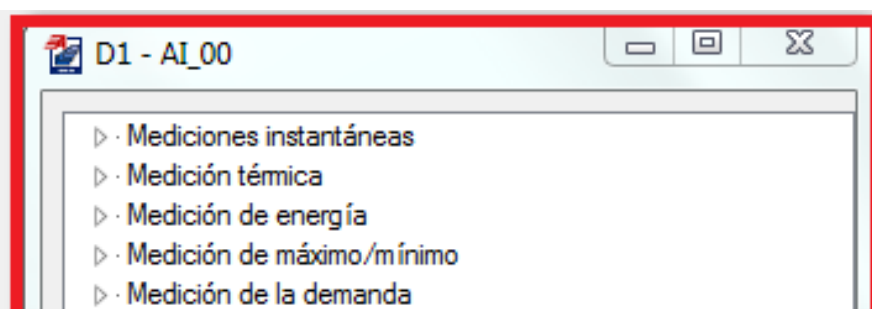 D1 - AI_00
Mediciones instantáneas
Medición térmica
Medición de energía
Medición de máximo/mínimo
Medición de la demanda